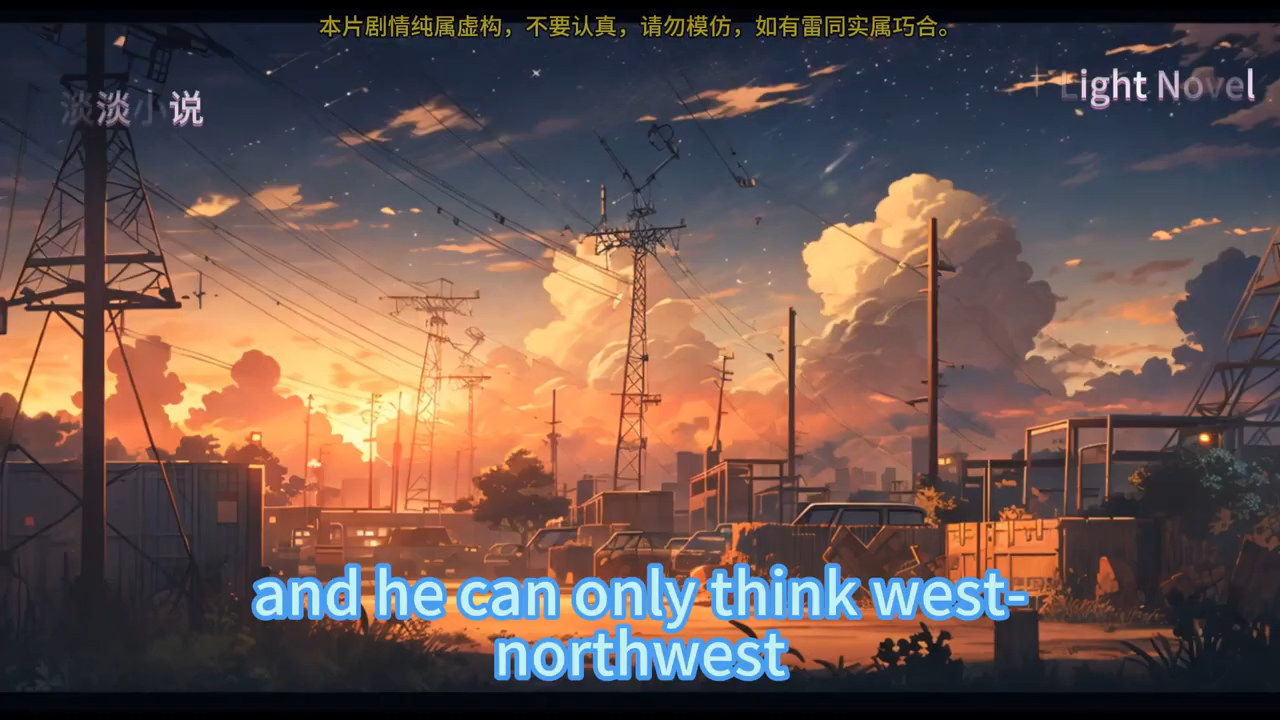 本片剧情纯属虚构，不要认真，请勿模仿，如有雷同实属巧合。
淡淡小说
Light Novel
and he can only think west-
northwest